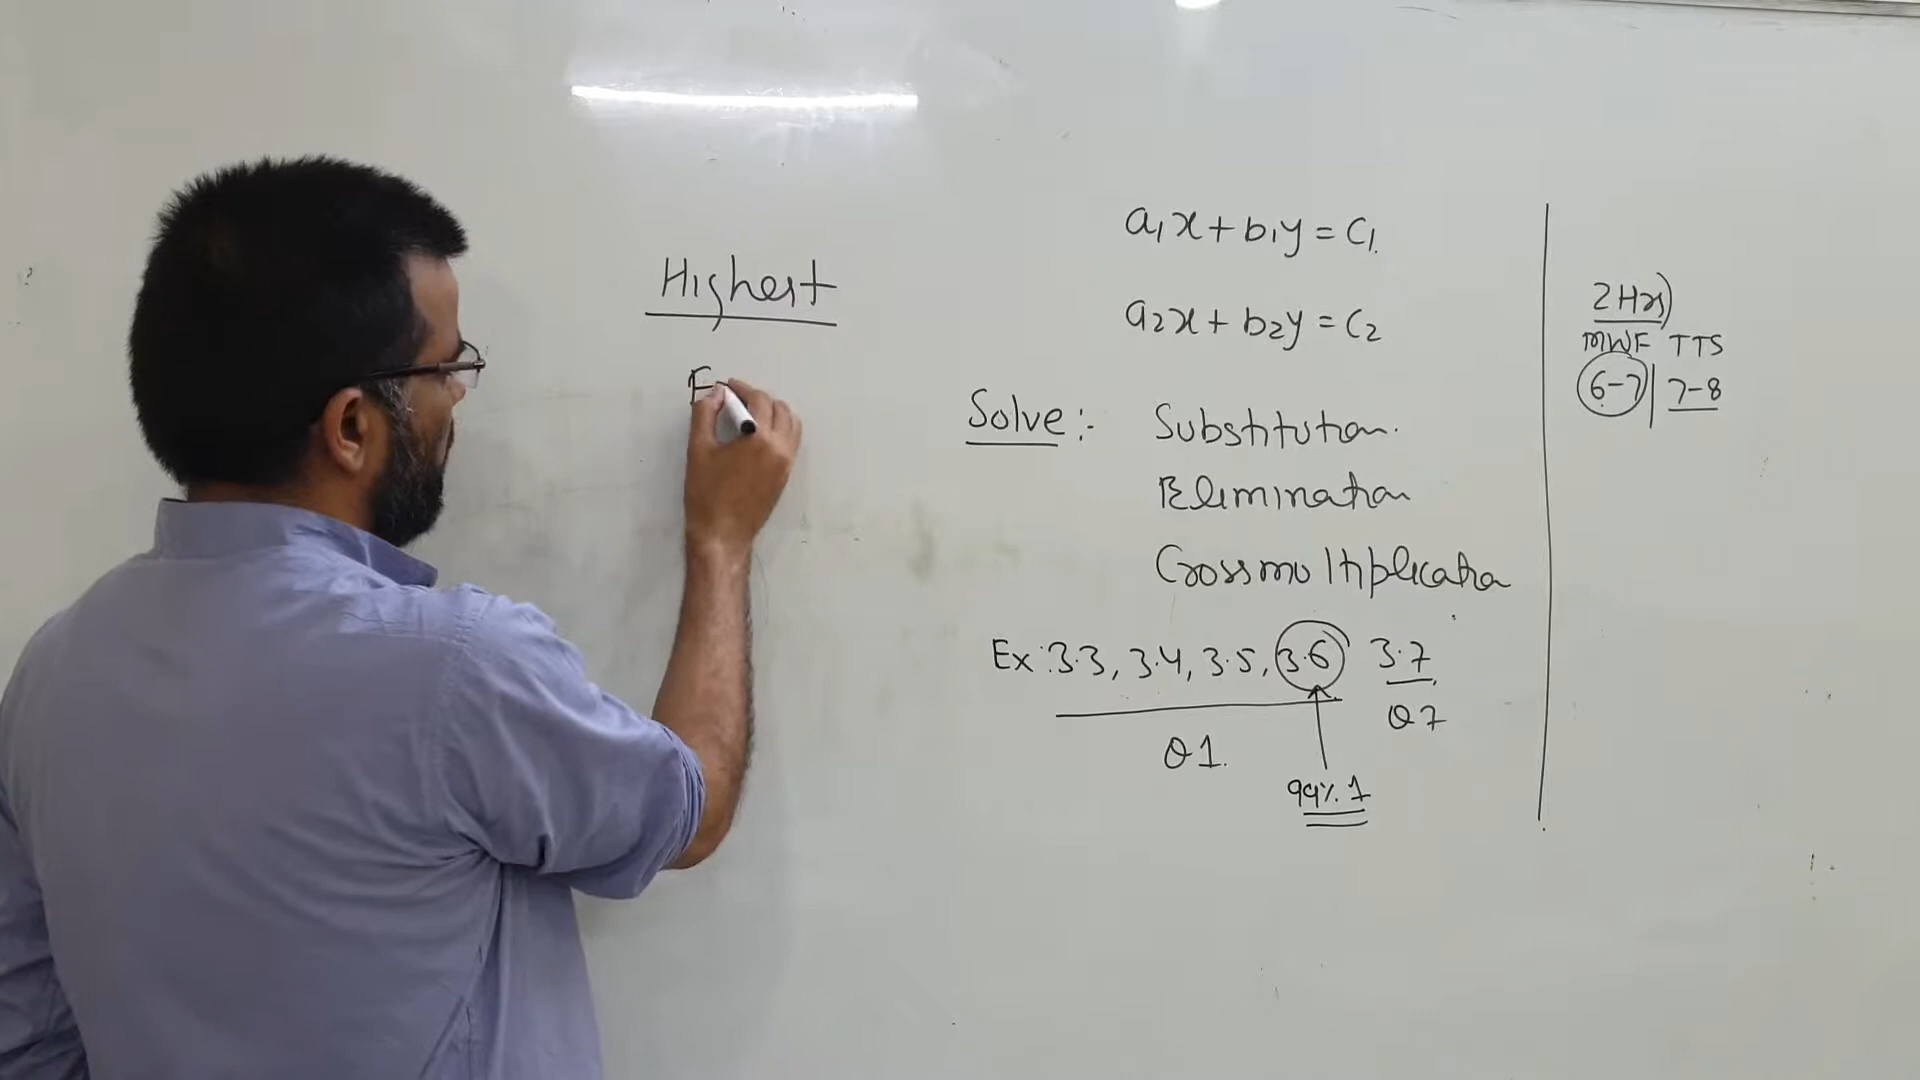 Highest
E
a₁x + b₁y = c₁.
a₂x + b₂y = c₂
Solve :- Substitution.
Elimination
Crossmultiplication
Ex : 3.3, 3.4, 3.5, 3.6 3.7
Q7
Q1.
99% 1
2 Hrs)
MWF TTS
6-7 | 7-8